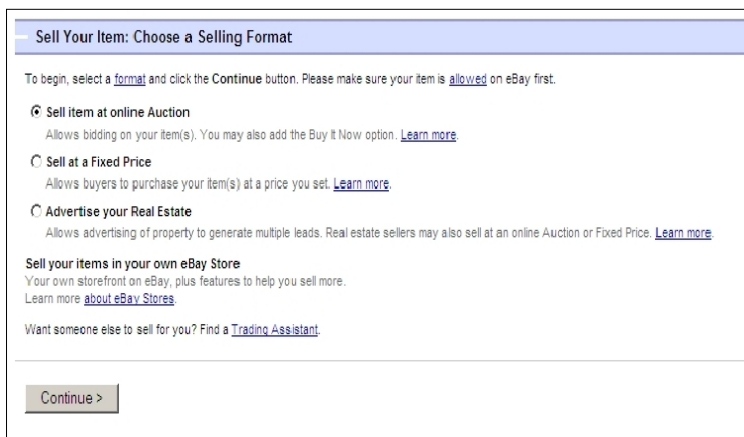 Sell Your Item: Choose a Selling Format
To begin, select a format and click the Continue button. Please make sure your item is allowed on eBay first.
Sell item at online Auction
Allows bidding on your item(s). You may also add the Buy It Now option. Learn more.
Sell at a Fixed Price
Allows buyers to purchase your item(s) at a price you set. Learn more.
Advertise your Real Estate
Allows advertising of property to generate multiple leads. Real estate sellers may also sell at an online Auction or Fixed Price. Learn more.
Sell your items in your own eBay Store
Your own storefront on eBay, plus features to help you sell more.
Learn more about eBay Stores.
Want someone else to sell for you? Find a Trading Assistant.
Continue >